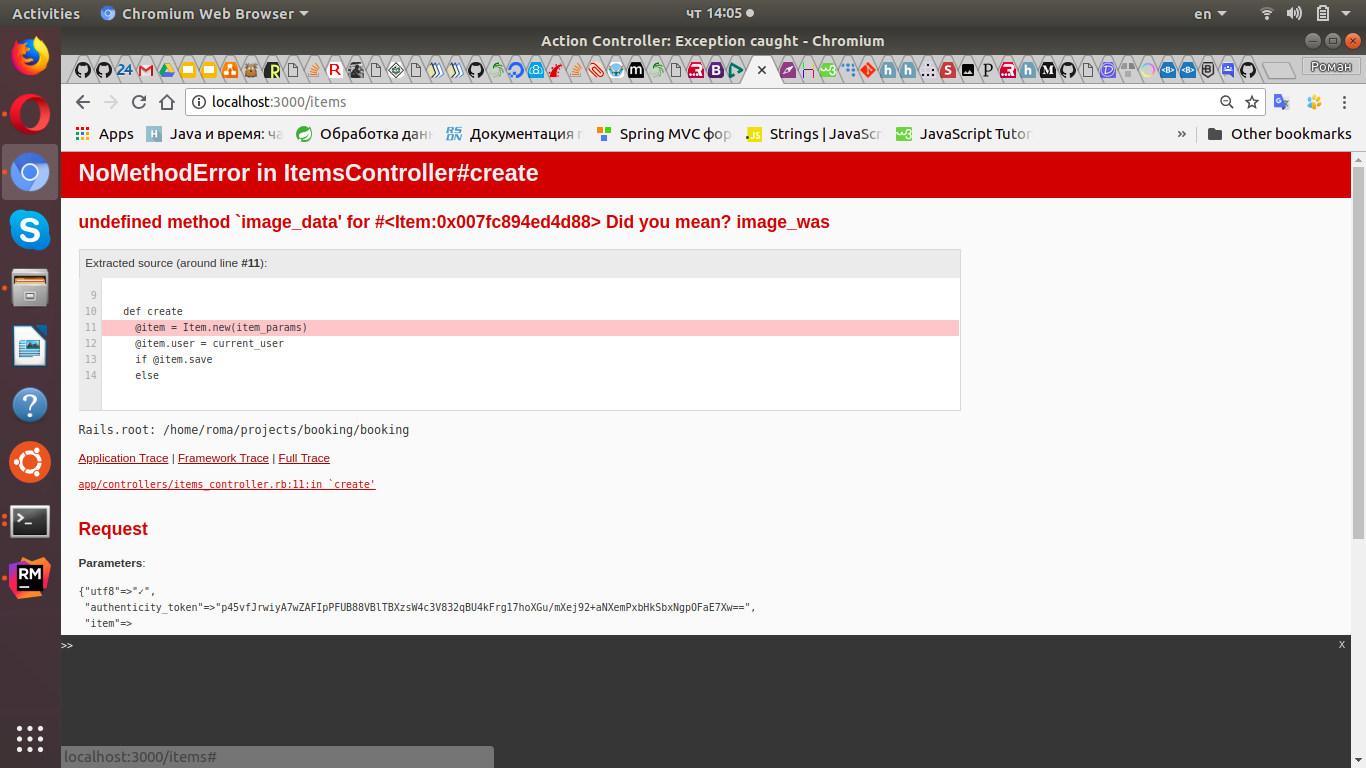 Activities
Chromium Web Browser
чт 14:05
en
Action Controller: Exception caught - Chromium
24
Роман
localhost:3000/items
Apps
Java и время: ча
Обработка дан
Документация
Spring MVC фор
Strings | JavaScr
JavaScript Tutor
»
Other bookmarks
NoMethodError in ItemsController#create
undefined method `image_data' for #<Item:0x007fc894ed4d88> Did you mean? image_was
Extracted source (around line #11):
9
10 def create
11 @item = Item.new(item_params)
12 @item.user = current_user
13 if @item.save
14 else
Rails.root: /home/roma/projects/booking/booking
Application Trace | Framework Trace | Full Trace
app/controllers/items_controller.rb:11:in `create'
Request
Parameters:
{"utf8"=>"✓",
"authenticity_token"=>"p45vfJrwiyA7wZAFIpPFUB88VBlTBXzsW4c3V832qBU4kFrg17hoXGu/mXej92+aNXemPxbHkSbxNgpOFaE7Xw==",
"item"=>
>>
X
RM
localhost:3000/items#